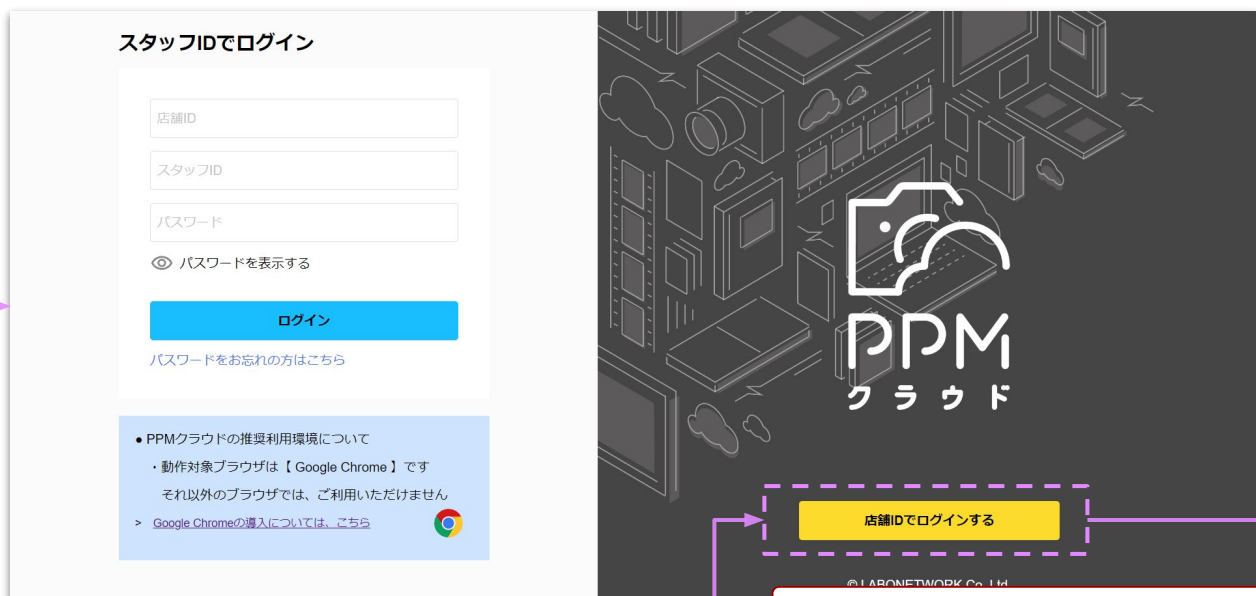 スタッフIDでログイン
店舗ID
スタッフID
パスワード
パスワードを表示する
ログイン
パスワードをお忘れの方はこちら
● PPMクラウドの推奨利用環境について
・動作対象ブラウザは【 Google Chrome 】です
それ以外のブラウザでは、ご利用いただけません
> Google Chromeの導入については、こちら
PPM
クラウド
店舗IDでログインする
© LABONETWORK Co.,Ltd.